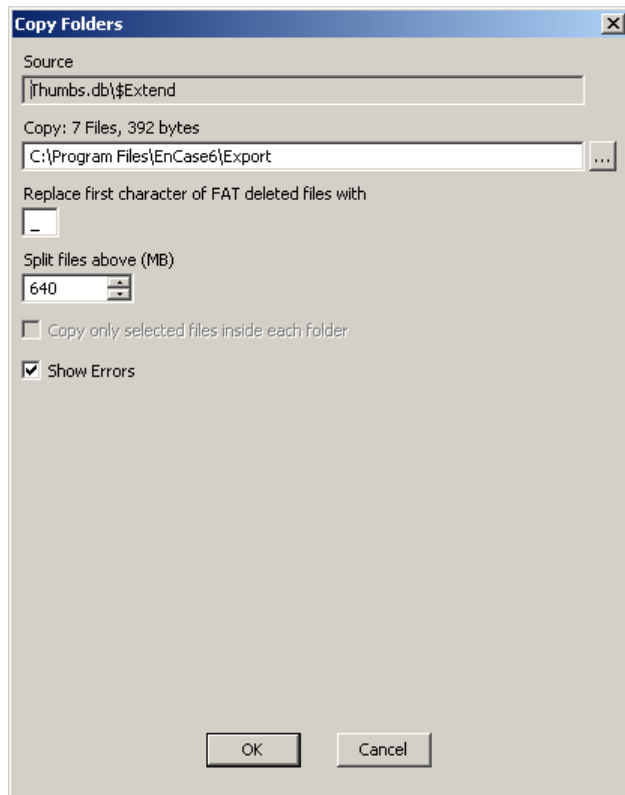 Copy Folders
Source
Thumbs.db\$Extend
Copy: 7 Files, 392 bytes
C:\Program Files\EnCase6\Export
...
Replace first character of FAT deleted files with
_
Split files above (MB)
640
Copy only selected files inside each folder
Show Errors
OK Cancel